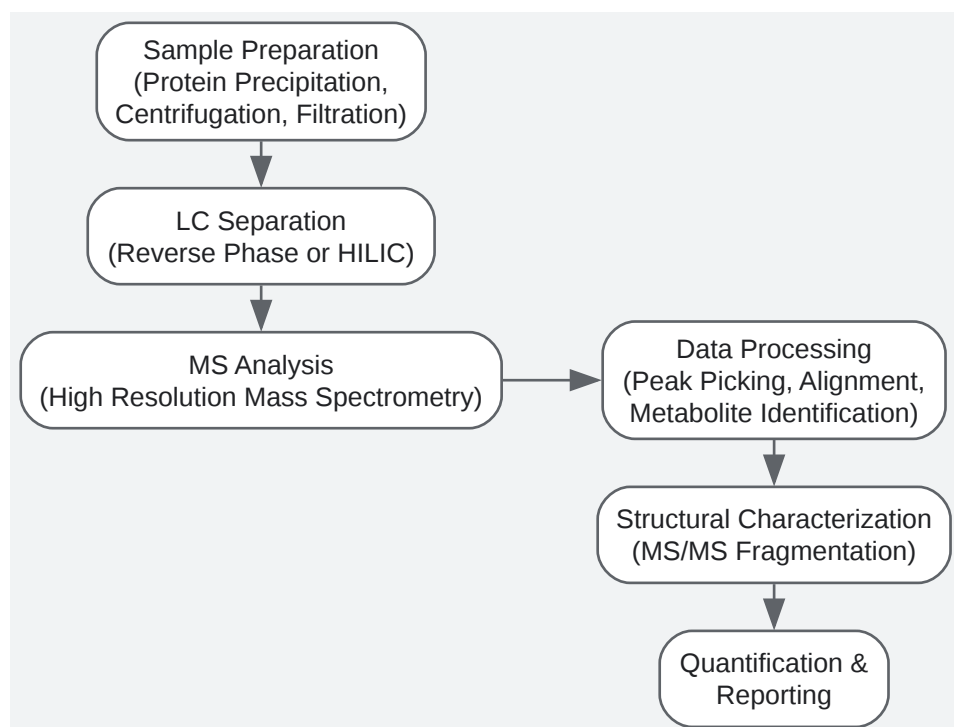 Sample Preparation
(Protein Precipitation,
Centrifugation, Filtration)
LC Separation
(Reverse Phase or HILIC)
MS Analysis
(High Resolution Mass Spectrometry)
Data Processing
(Peak Picking, Alignment,
Metabolite Identification)
Structural Characterization
(MS/MS Fragmentation)
Quantification &
Reporting